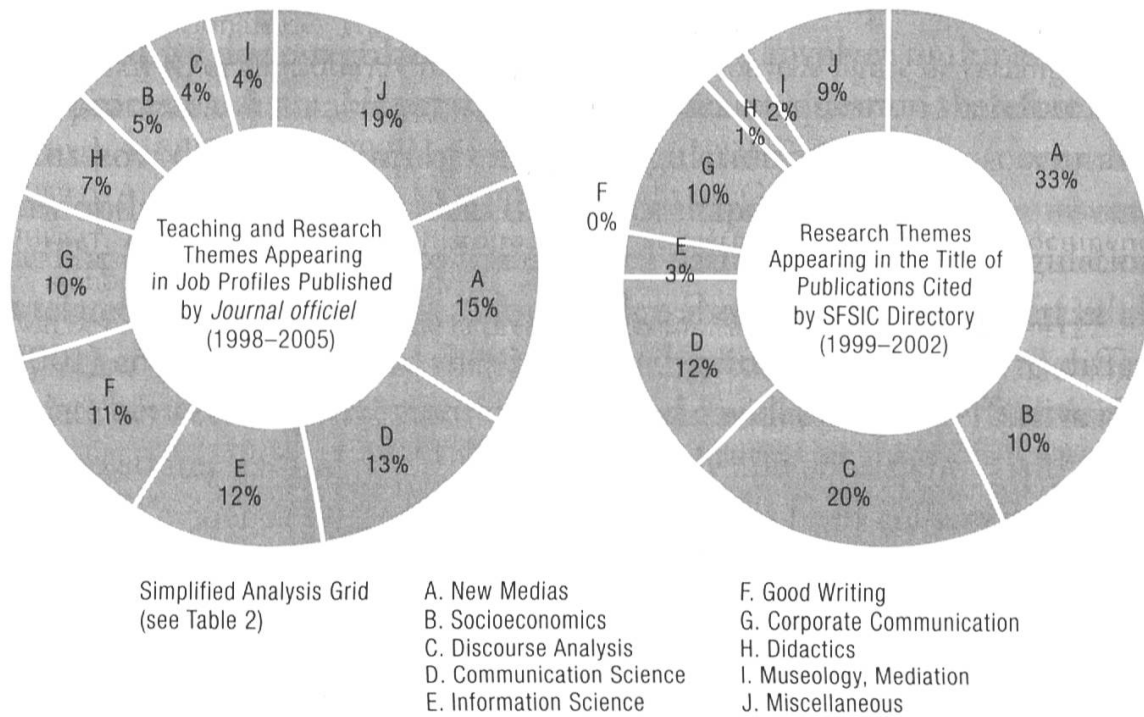 J
19%
A
15%
D
13%
E
12%
F
11%
G
10%
H
7%
B
5%
C
4%
I
4%
Teaching and Research
Themes Appearing
in Job Profiles Published
by Journal officiel
(1998–2005)
A
33%
B
10%
C
20%
D
12%
E
3%
F
0%
G
10%
H
1%
I
2%
J
9%
Research Themes
Appearing in the Title of
Publications Cited
by SFSIC Directory
(1999–2002)
Simplified Analysis Grid
(see Table 2)
A. New Medias
B. Socioeconomics
C. Discourse Analysis
D. Communication Science
E. Information Science
F. Good Writing
G. Corporate Communication
H. Didactics
I. Museology, Mediation
J. Miscellaneous